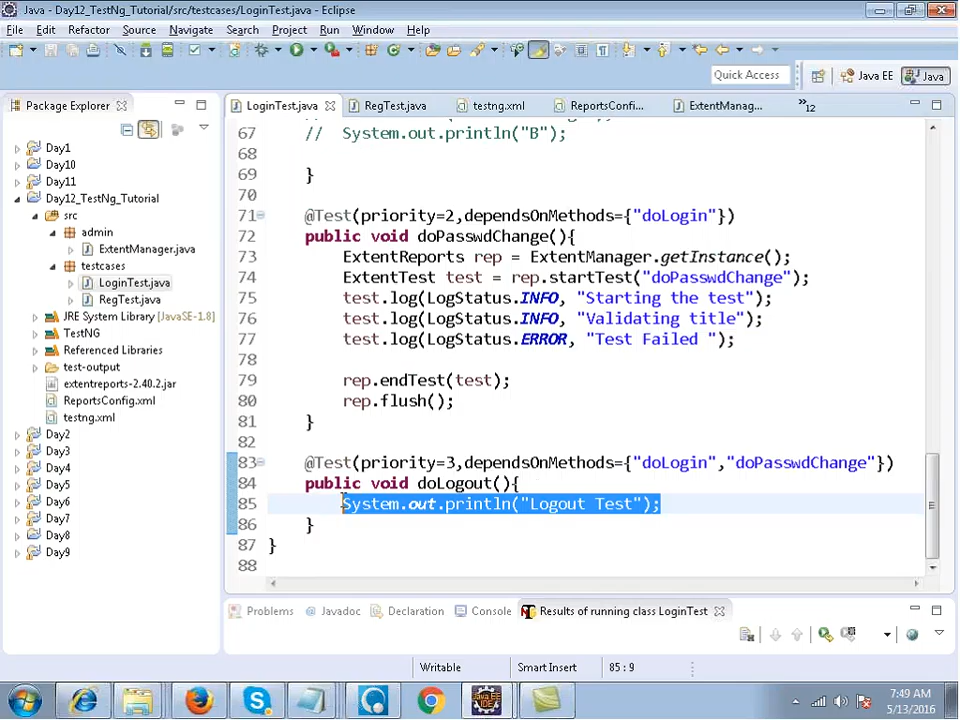 Java - Day12_TestNg_Tutorial/src/testcases/LoginTest.java - Eclipse
File Edit Refactor Source Navigate Search Project Run Window Help
Quick Access
Java EE
Java
Package Explorer
Day1
Day10
Day11
Day12_TestNg_Tutorial
src
admin
ExtentManager.java
testcases
LoginTest.java
RegTest.java
JRE System Library [JavaSE-1.8]
TestNG
Referenced Libraries
test-output
extentreports-2.40.2.jar
ReportsConfig.xml
testng.xml
Day2
Day3
Day4
Day5
Day6
Day7
Day8
Day9
LoginTest.java RegTest.java testng.xml ReportsConfi... ExtentManag... »12
67 // System.out.println("B");
68
69 }
70
71 @Test(priority=2,dependsOnMethods={"doLogin"})
72 public void doPasswdChange(){
73 ExtentReports rep = ExtentManager.getInstance();
74 ExtentTest test = rep.startTest("doPasswdChange");
75 test.log(LogStatus.INFO, "Starting the test");
76 test.log(LogStatus.INFO, "Validating title");
77 test.log(LogStatus.ERROR, "Test Failed ");
78
79 rep.endTest(test);
80 rep.flush();
81 }
82
83 @Test(priority=3,dependsOnMethods={"doLogin","doPasswdChange"})
84 public void doLogout(){
85 System.out.println("Logout Test");
86 }
87 }
88
Problems Javadoc Declaration Console Results of running class LoginTest
Writable Smart Insert 85 : 9
7:49 AM
5/13/2016